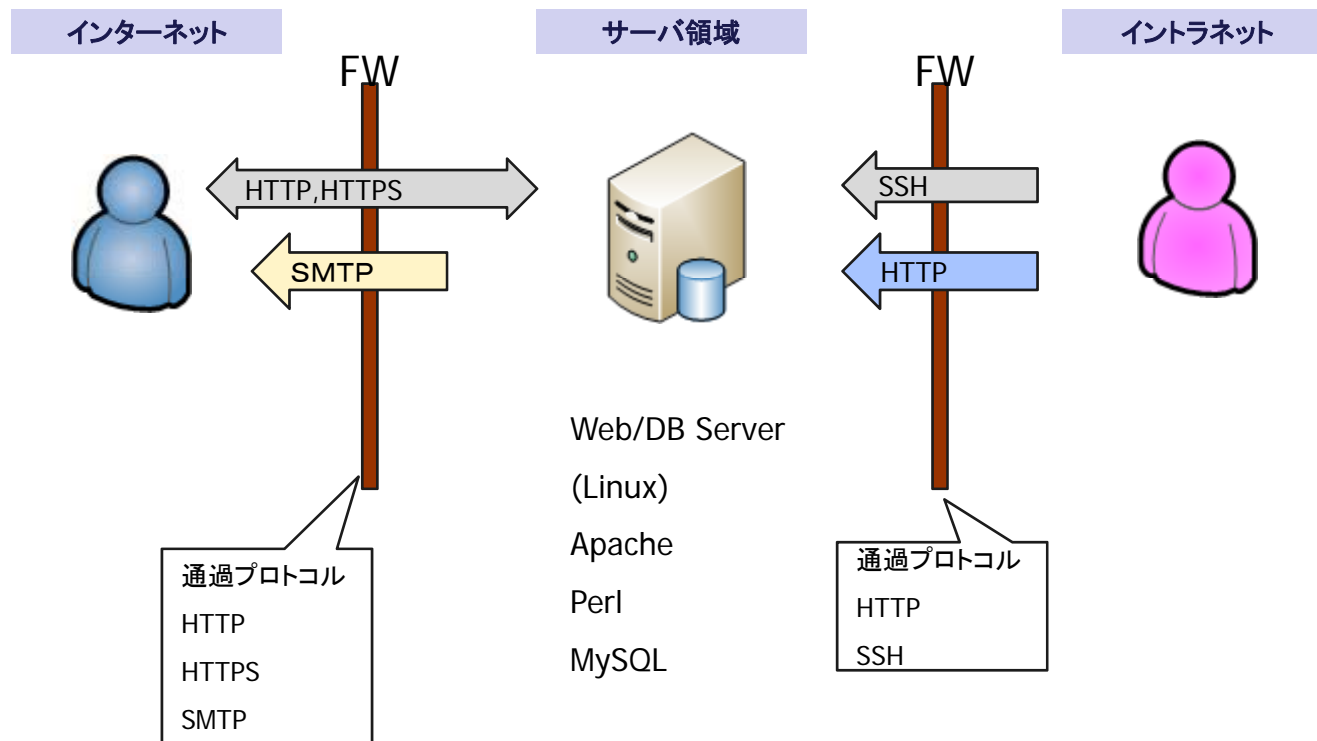 インターネット
サーバ領域
イントラネット
FW
FW
HTTP,HTTPS
SSH
SMTP
HTTP
Web/DB Server
(Linux)
Apache
Perl
MySQL
通過プロトコル
HTTP
HTTPS
SMTP
通過プロトコル
HTTP
SSH